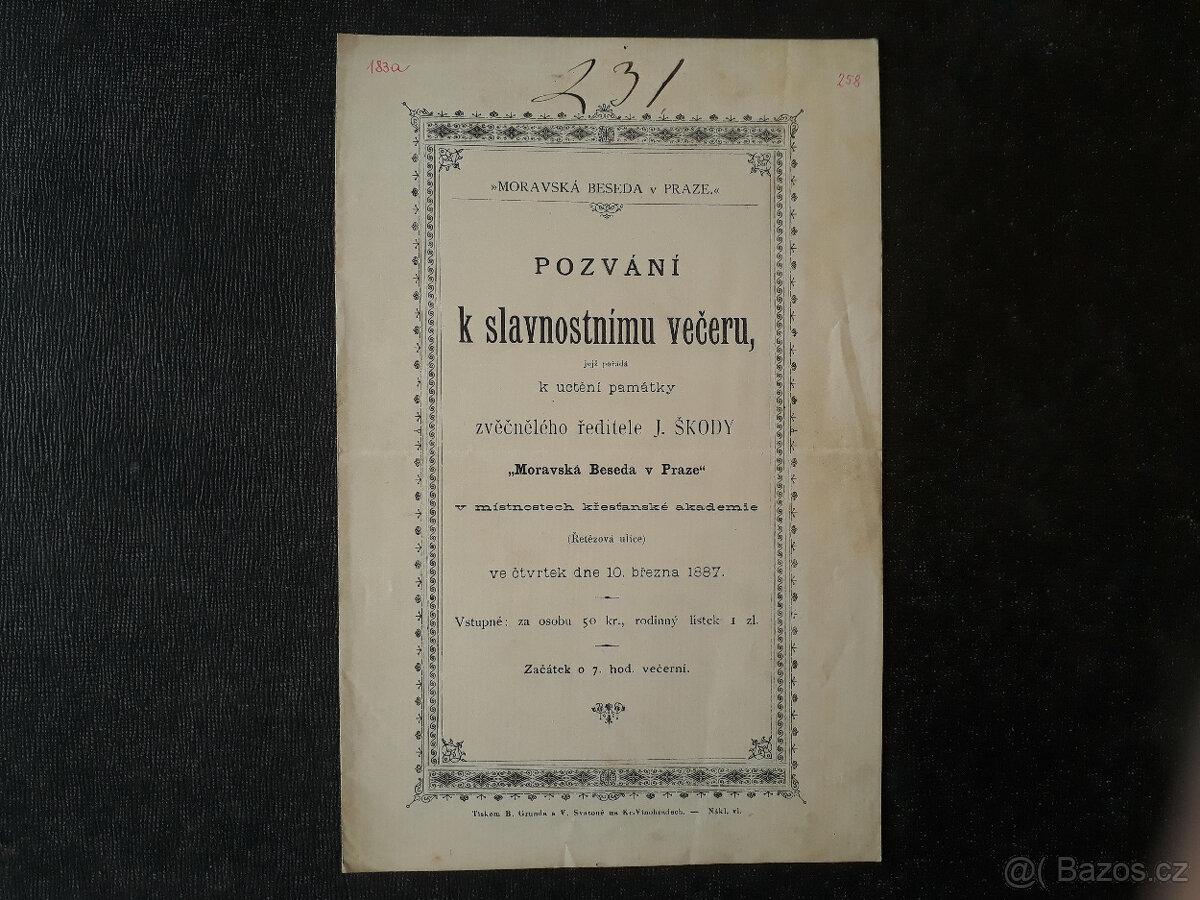 183a
231
258
»MORAVSKÁ BESEDA v PRAZE.«
POZVÁNÍ
k slavnostnímu večeru,
jejž pořádá
k uctění památky
zvěčnělého ředitele J. ŠKODY
„Moravská Beseda v Praze“
v místnostech křesťanské akademie
(Řetězová ulice)
ve čtvrtek dne 10. března 1887.
Vstupné: za osobu 50 kr., rodinný lístek 1 zl.
Začátek o 7. hod. večerní.
Tiskem B. Grunda a V. Svatoně na Kr. Vinohradech. — Nákl. vl.
@( Bazos.cz